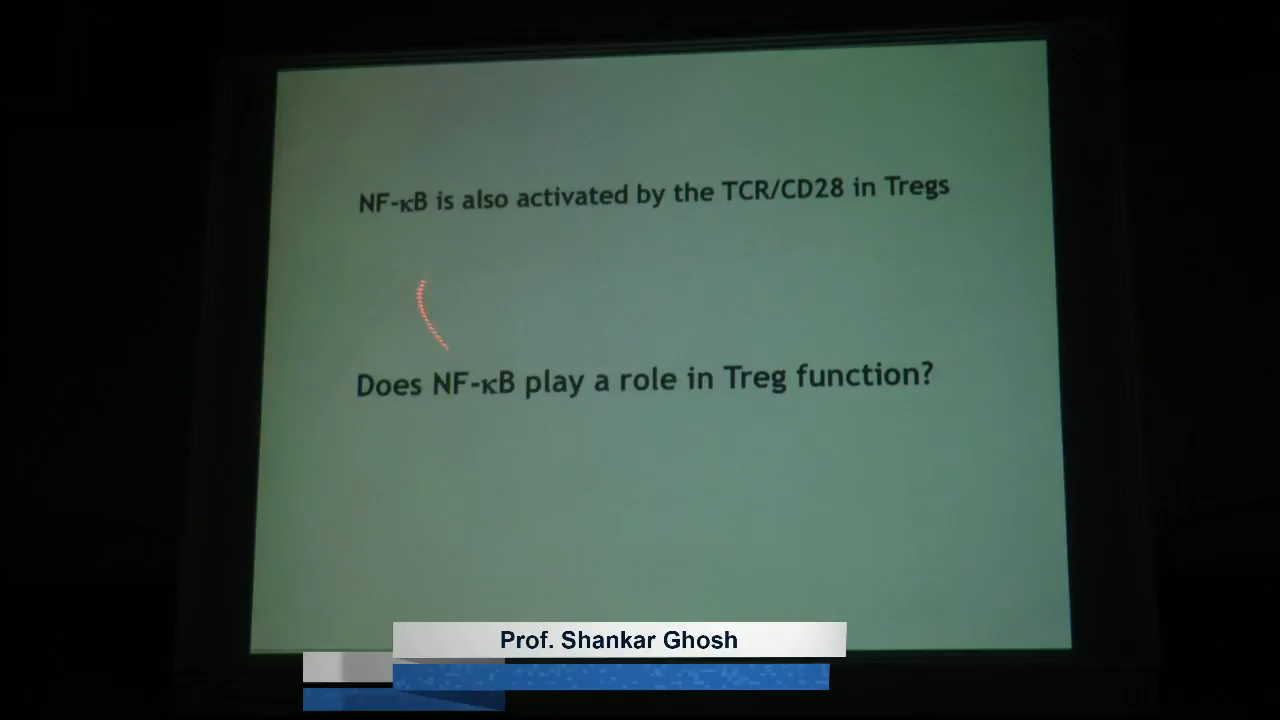 NF-κB is also activated by the TCR/CD28 in Tregs
Does NF-κB play a role in Treg function?
Prof. Shankar Ghosh